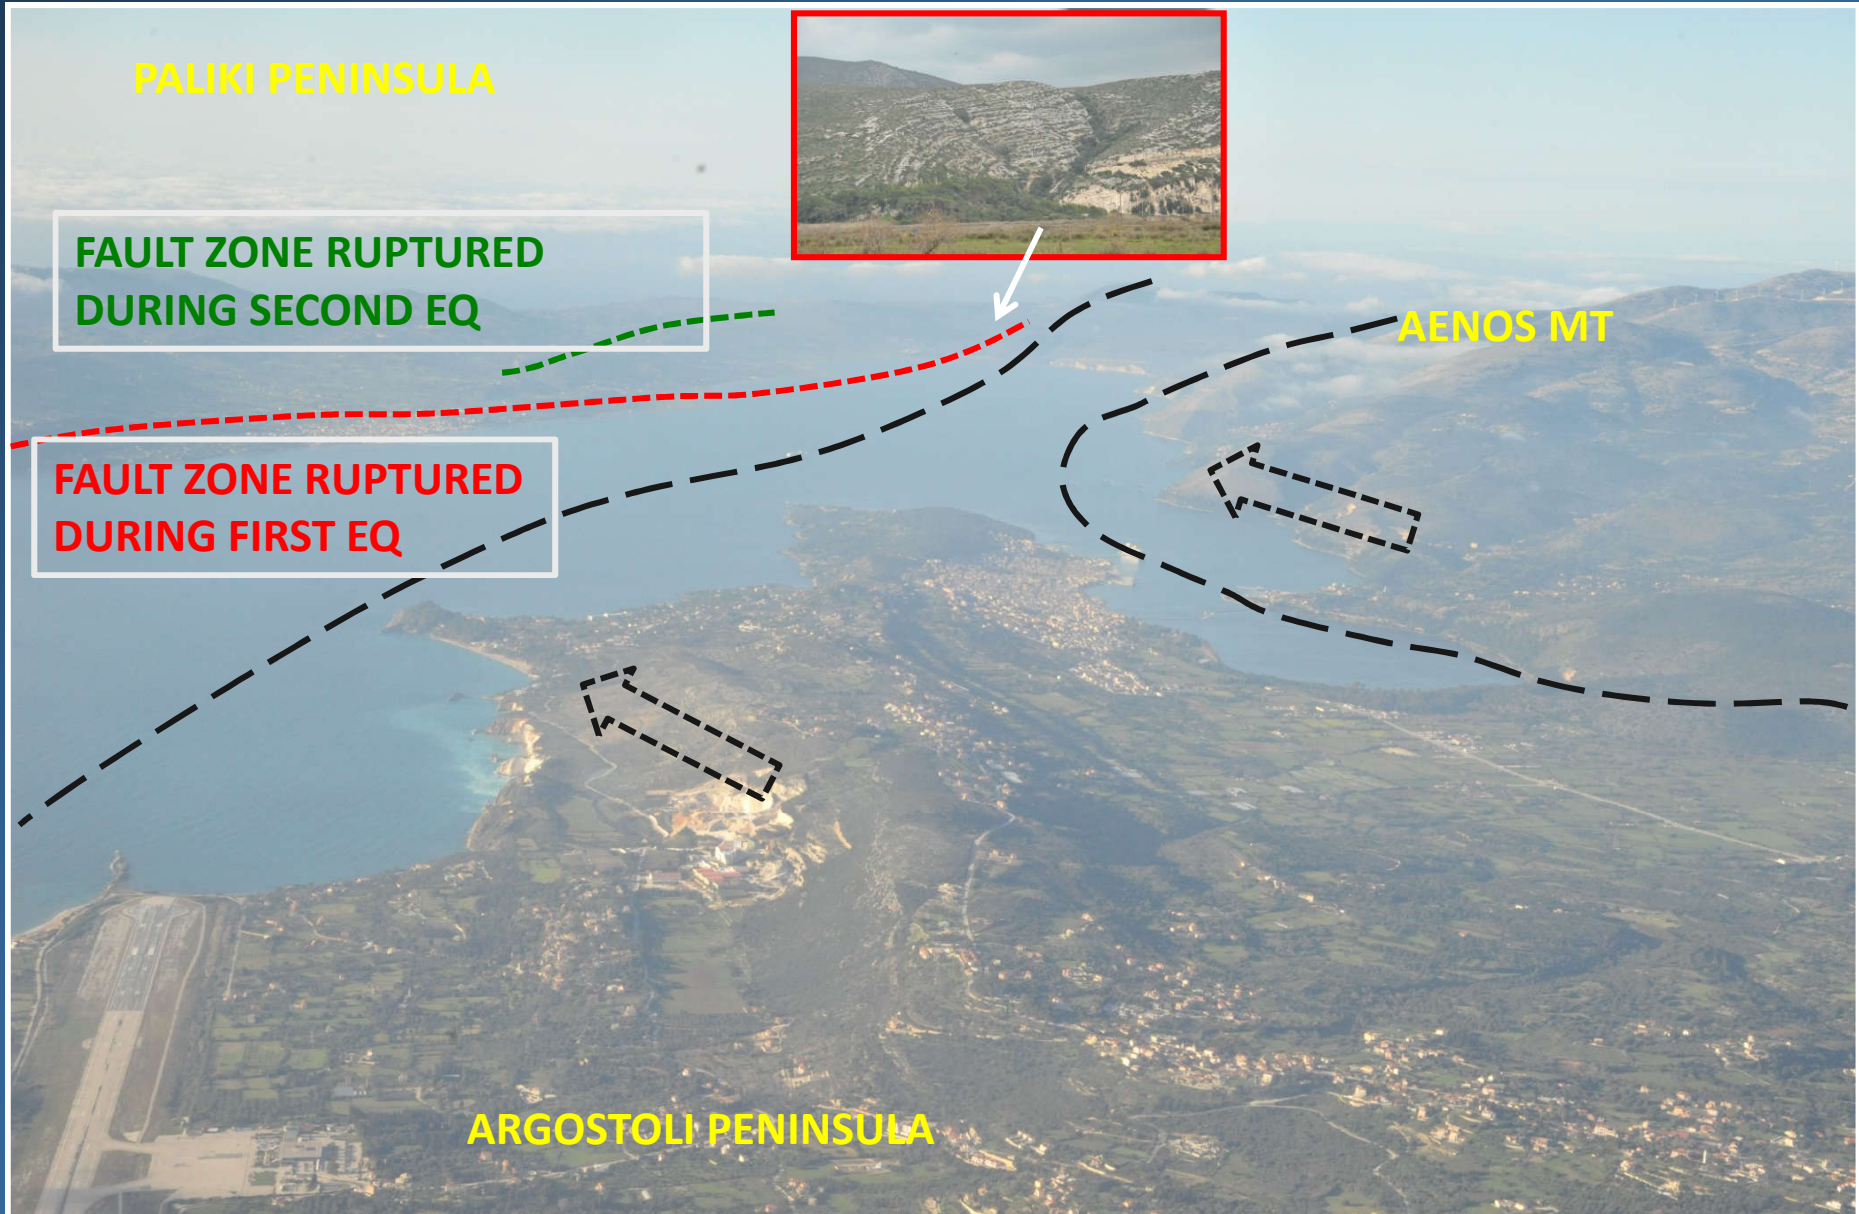 PALIKI PENINSULA
FAULT ZONE RUPTURED
DURING SECOND EQ
AENOS MT
FAULT ZONE RUPTURED
DURING FIRST EQ
ARGOSTOLI PENINSULA